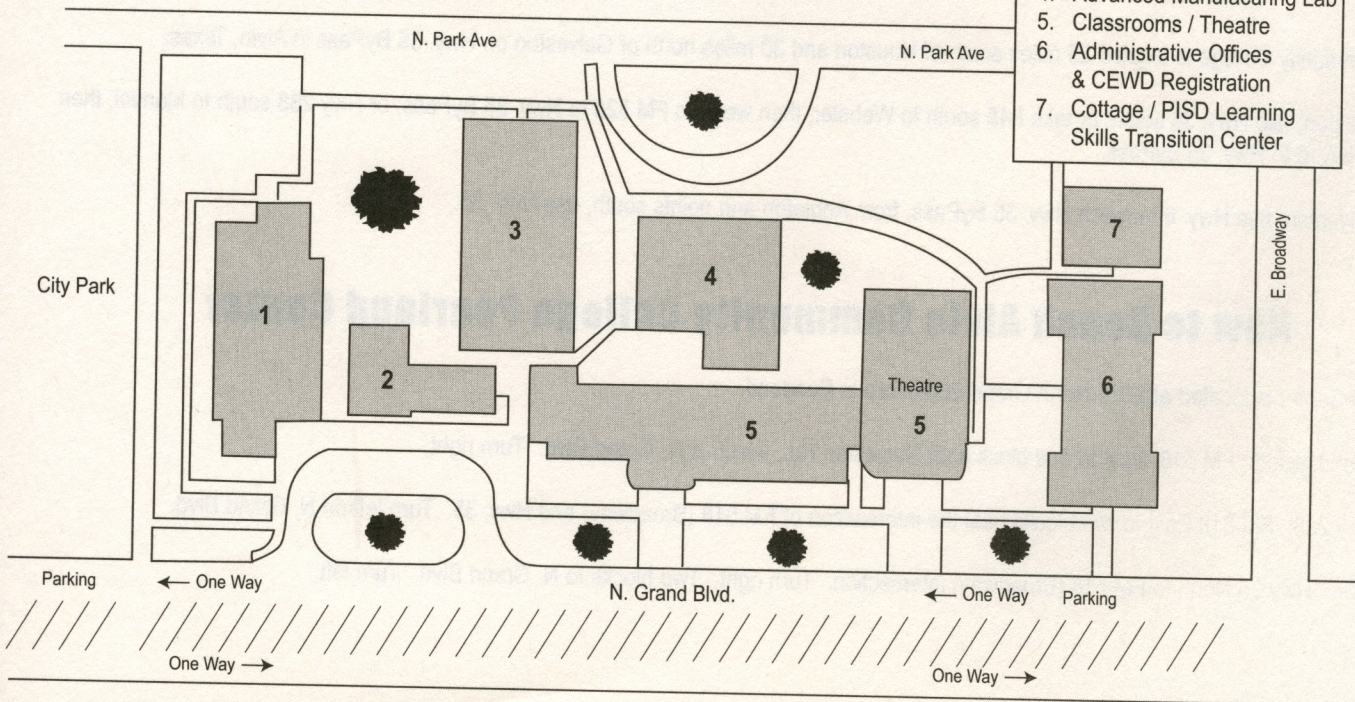 4. Advanced Manufacturing Lab
5. Classrooms / Theatre
6. Administrative Offices
& CEWD Registration
7. Cottage / PISD Learning
Skills Transition Center
N. Park Ave
N. Park Ave
City Park
1
2
3
4
5
Theatre
5
6
7
E. Broadway
Parking
← One Way
N. Grand Blvd.
← One Way
Parking
One Way →
One Way →